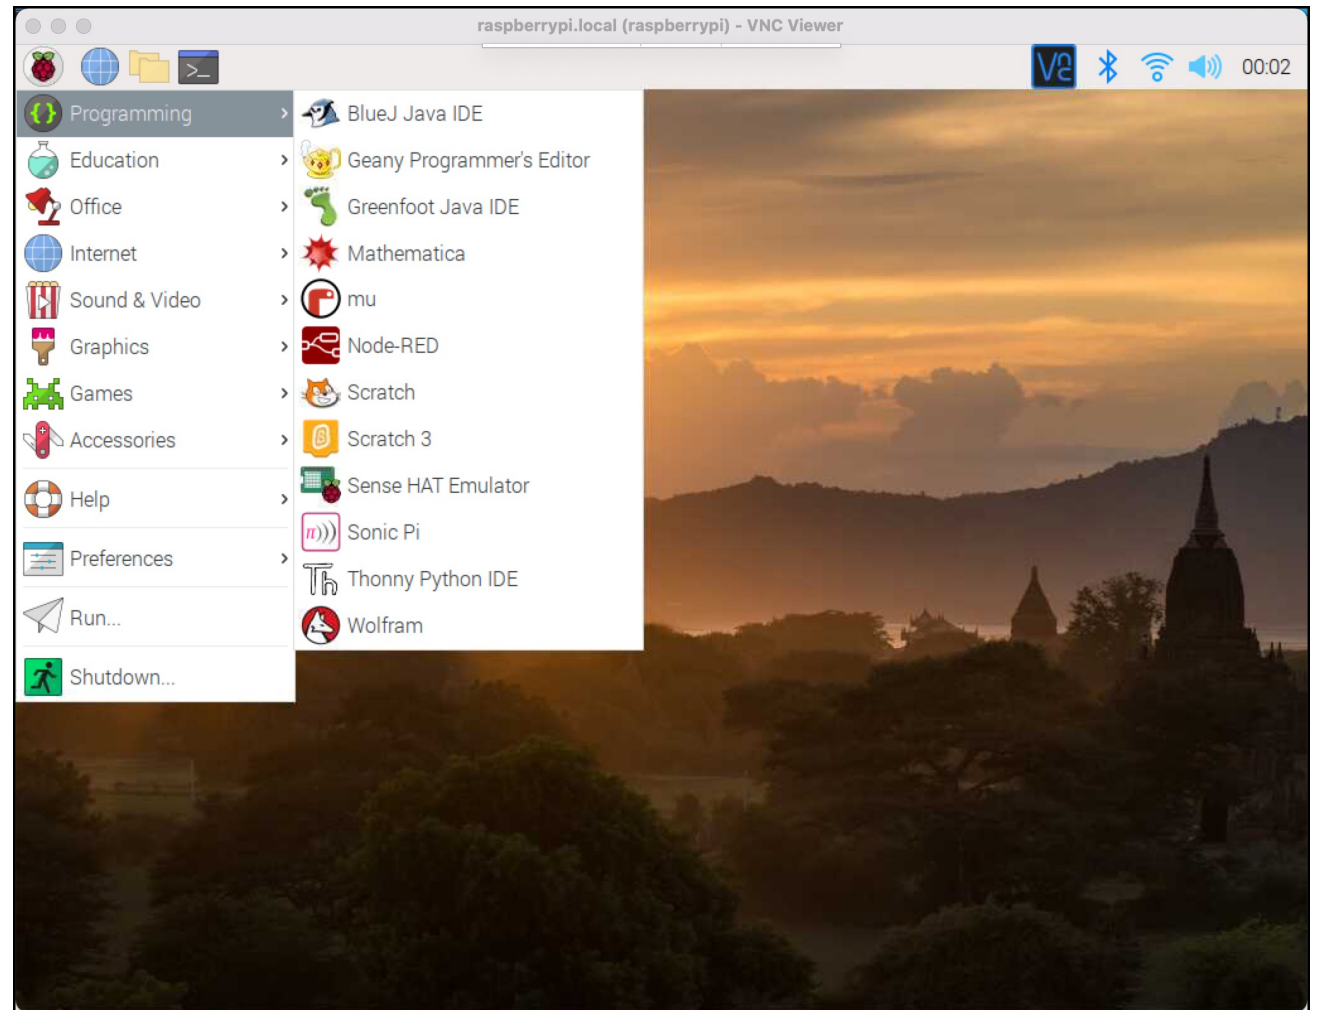 raspberrypi.local (raspberrypi) - VNC Viewer
>_
VNC
00:02
Programming
Education
Office
Internet
Sound & Video
Graphics
Games
Accessories
Help
Preferences
Run...
Shutdown...
BlueJ Java IDE
Geany Programmer's Editor
Greenfoot Java IDE
Mathematica
mu
Node-RED
Scratch
Scratch 3
Sense HAT Emulator
π))) Sonic Pi
Th Thonny Python IDE
Wolfram